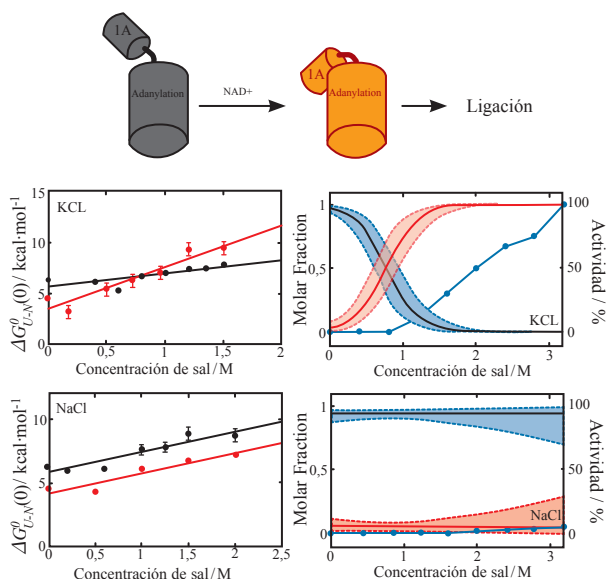 1A
Adanylation
NAD+
1A
Adanylation
Ligación
ΔG⁰U-N(0)/ kcal·mol⁻¹
15
10
5
0
KCL
0
0,5
1
1,5
2
Concentración de sal/M
Molar Fraction
1
0,5
0
KCL
100
50
0
Actividad / %
0
1
2
3
Concentración de sal/M
ΔG⁰U-N(0)/ kcal·mol⁻¹
10
5
0
NaCl
0
0,5
1
1,5
2
2,5
Concentración de sal/M
Molar Fraction
1
0,5
0
NaCl
100
50
0
Actividad / %
0
1
2
3
Concentración de sal/M